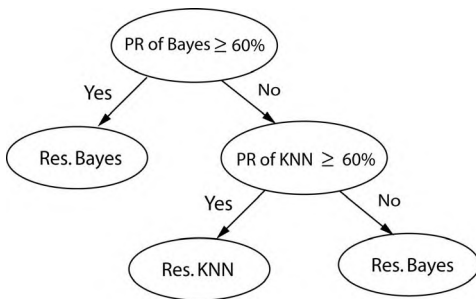 PR of Bayes ≥ 60%
Yes
No
Res. Bayes
PR of KNN ≥ 60%
Yes
No
Res. KNN
Res. Bayes